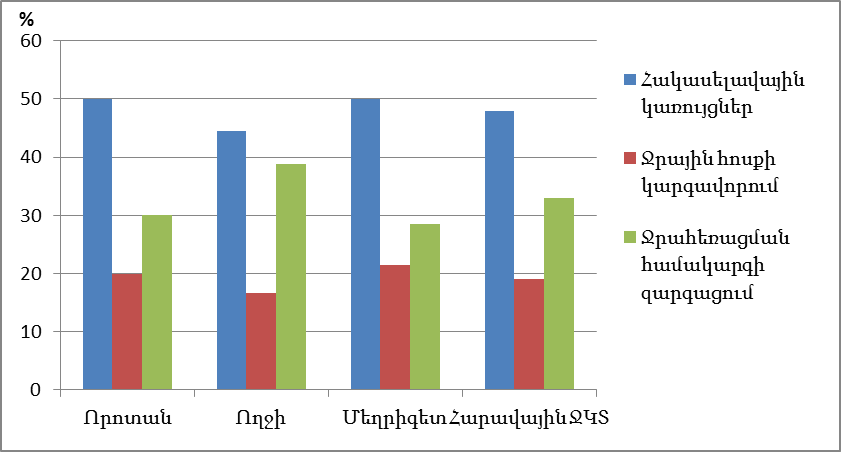 %
60
50
40
30
20
10
0
Որոտան Ողջի Մեղրիգետ Հարավային ՋԿՏ
Հակասելավային
կառույցներ
Ջրային հոսքի
կարգավորում
Ջրահեռացման
համակարգի
զարգացում